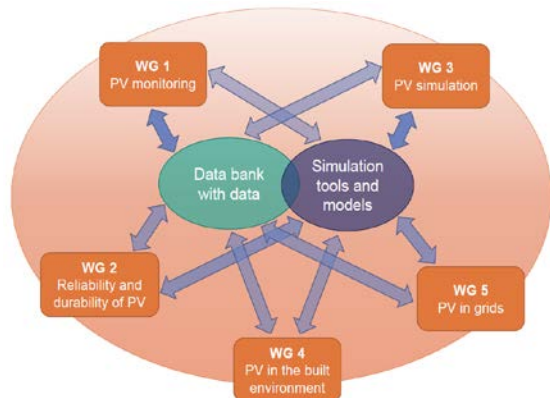 WG 1
PV monitoring
WG 3
PV simulation
Data bank
with data
Simulation
tools and
models
WG 2
Reliability and
durability of PV
WG 5
PV in grids
WG 4
PV in the built
environment